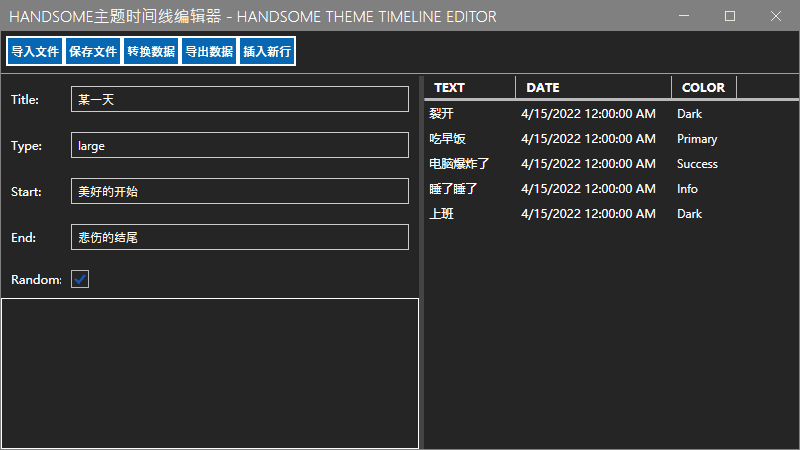 HANDSOME主题时间线编辑器 - HANDSOME THEME TIMELINE EDITOR
导入文件 保存文件 转换数据 导出数据 插入新行
Title: 某一天
Type: large
Start: 美好的开始
End: 悲伤的结尾
Random:
TEXT DATE COLOR
裂开 4/15/2022 12:00:00 AM Dark
吃早饭 4/15/2022 12:00:00 AM Primary
电脑爆炸了 4/15/2022 12:00:00 AM Success
睡了睡了 4/15/2022 12:00:00 AM Info
上班 4/15/2022 12:00:00 AM Dark